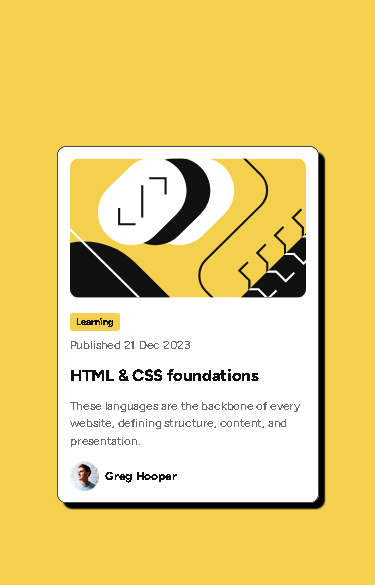 Learning
Published 21 Dec 2023
HTML & CSS foundations
These languages are the backbone of every
website, defining structure, content, and
presentation.
Greg Hooper